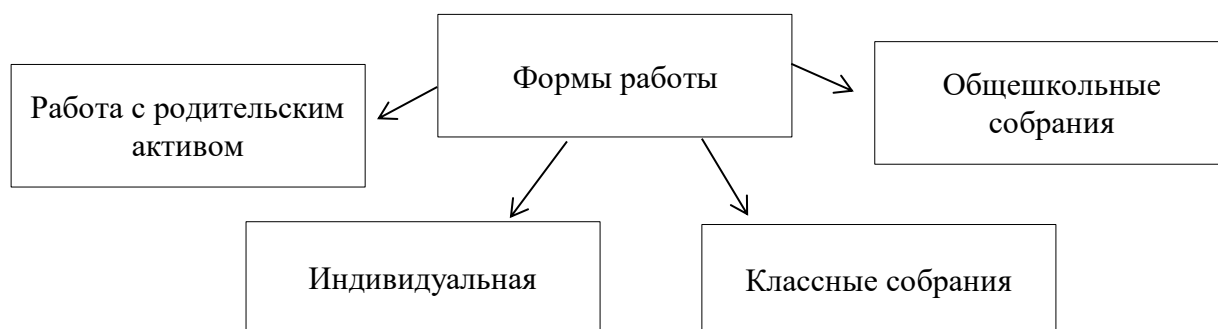 Формы работы
Работа с родительским
активом
Общешкольные
собрания
Индивидуальная
Классные собрания